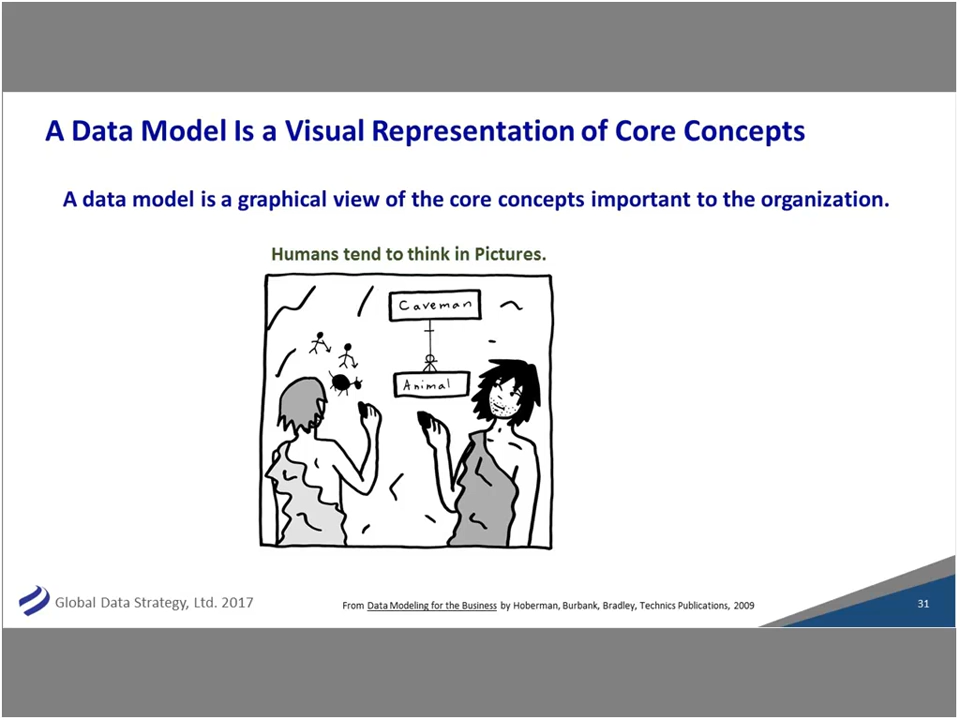 A Data Model Is a Visual Representation of Core Concepts
A data model is a graphical view of the core concepts important to the organization.
Humans tend to think in Pictures.
Caveman
Animal
Global Data Strategy, Ltd. 2017
From Data Modeling for the Business by Hoberman, Burbank, Bradley, Technics Publications, 2009
31